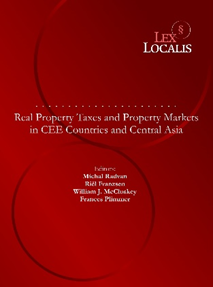 §
LEX
LOCALIS
Real Property Taxes and Property Markets
in CEE Countries and Central Asia
Editors:
Michal Radvan
Riël Franzsen
William J. McCluskey
Frances Plimmer